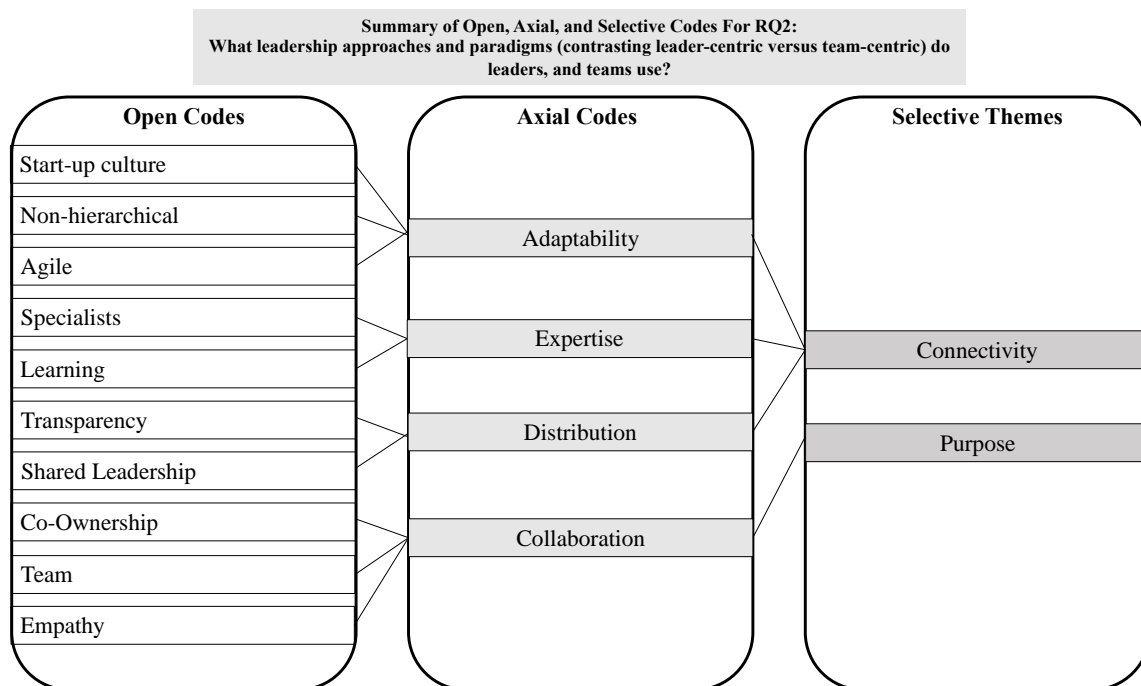 Summary of Open, Axial, and Selective Codes For RQ2:
What leadership approaches and paradigms (contrasting leader-centric versus team-centric) do
leaders, and teams use?
Open Codes
Start-up culture
Non-hierarchical
Agile
Specialists
Learning
Transparency
Shared Leadership
Co-Ownership
Team
Empathy
Axial Codes
Adaptability
Expertise
Distribution
Collaboration
Selective Themes
Connectivity
Purpose